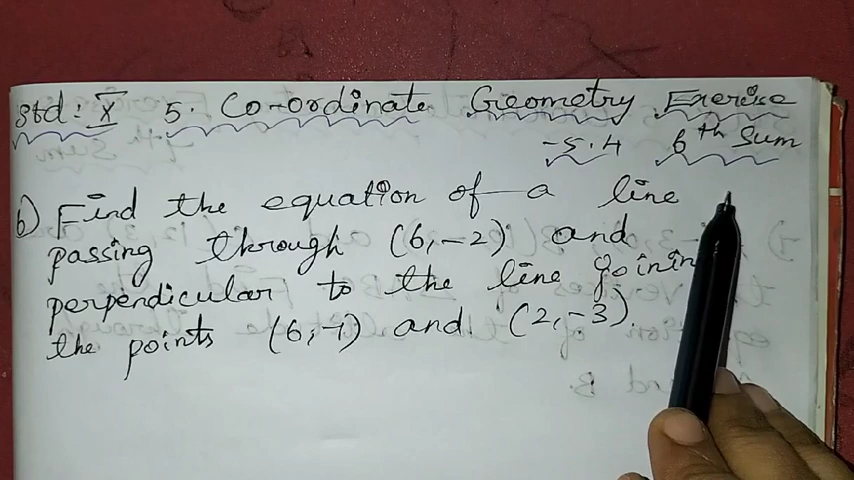 Std: X 5. Co-ordinate Geometry Exercise
-5.4 6th Sum
6) Find the equation of a line
passing through (6,-2) and
perpendicular to the line joinin
the points (6,-7) and (2,-3).